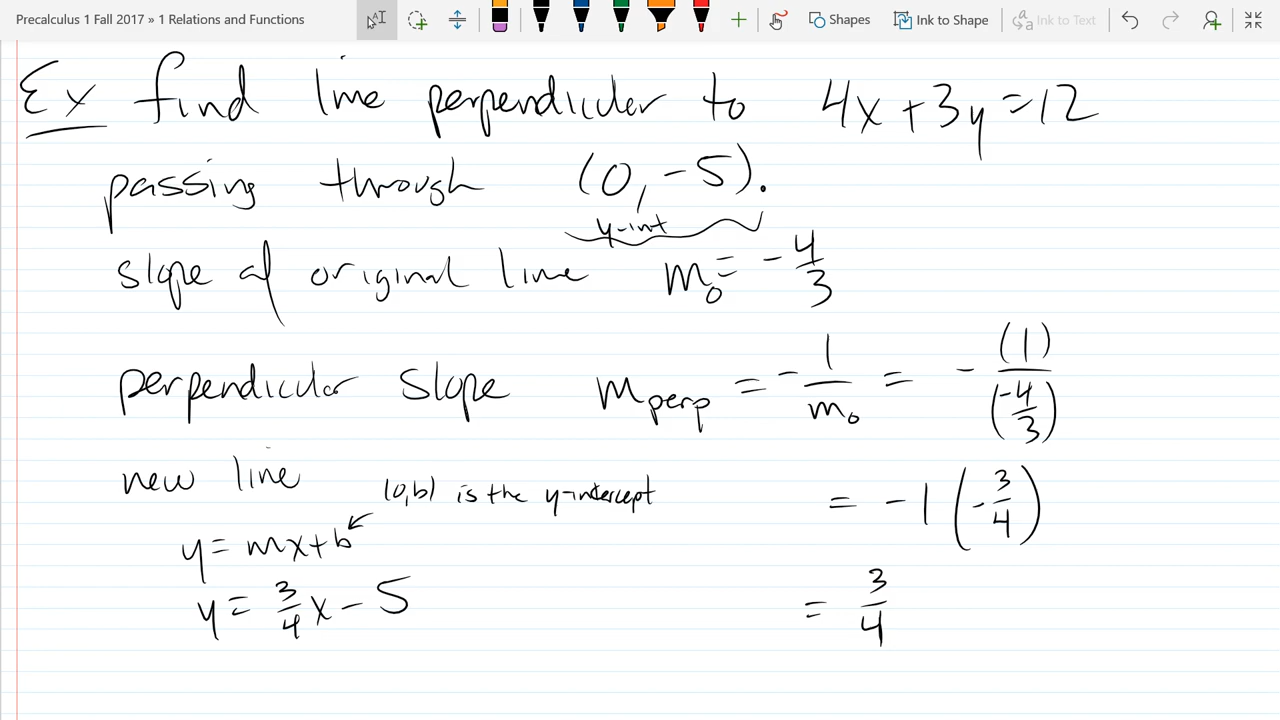 Precalculus 1 Fall 2017 » 1 Relations and Functions
Shapes Ink to Shape Ink to Text
Ex find line perpendicular to 4x+3y=12
passing through (0,-5).
y-int
slope of original line m₀ = -4/3
perpendicular slope m_perp = -1/m₀ = -(1)/(-4/3)
= -1(-3/4)
= 3/4
new line
(0,b) is the y-intercept
y=mx+b
y=3/4x-5